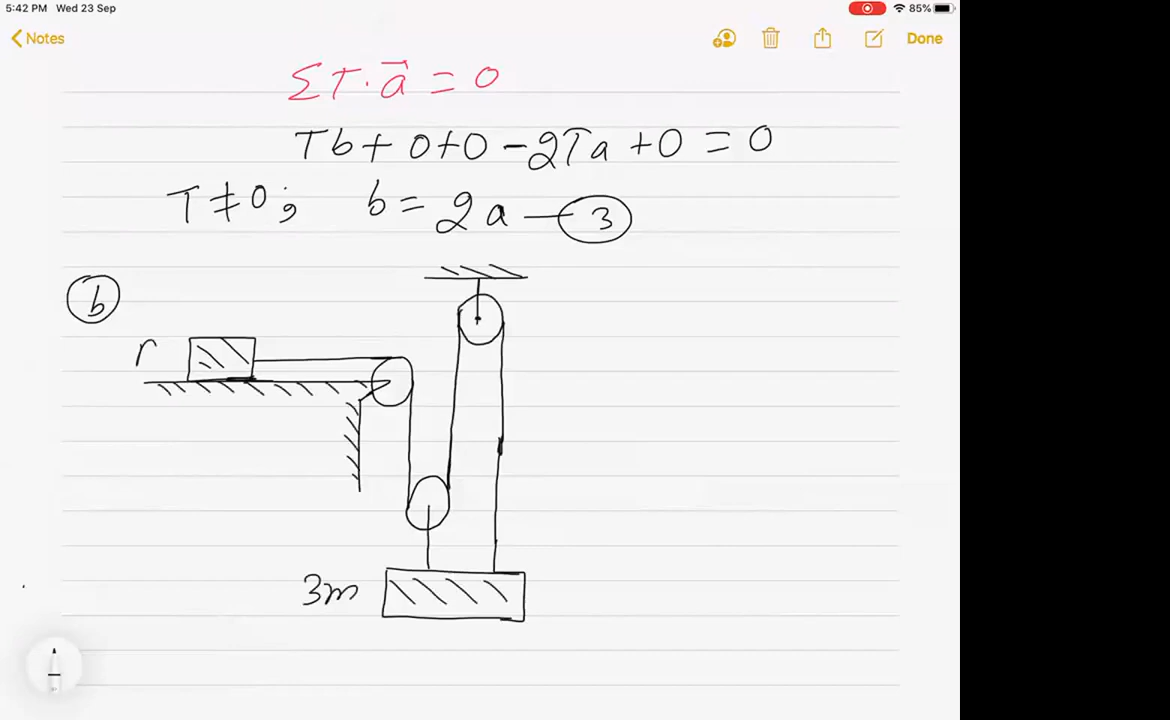 5:42 PM Wed 23 Sep 85%
Notes Done
ΣT·a⃗ = 0
Tb + 0 + 0 - 2Ta + 0 = 0
T ≠ 0; b = 2a — 3
b
r
3m